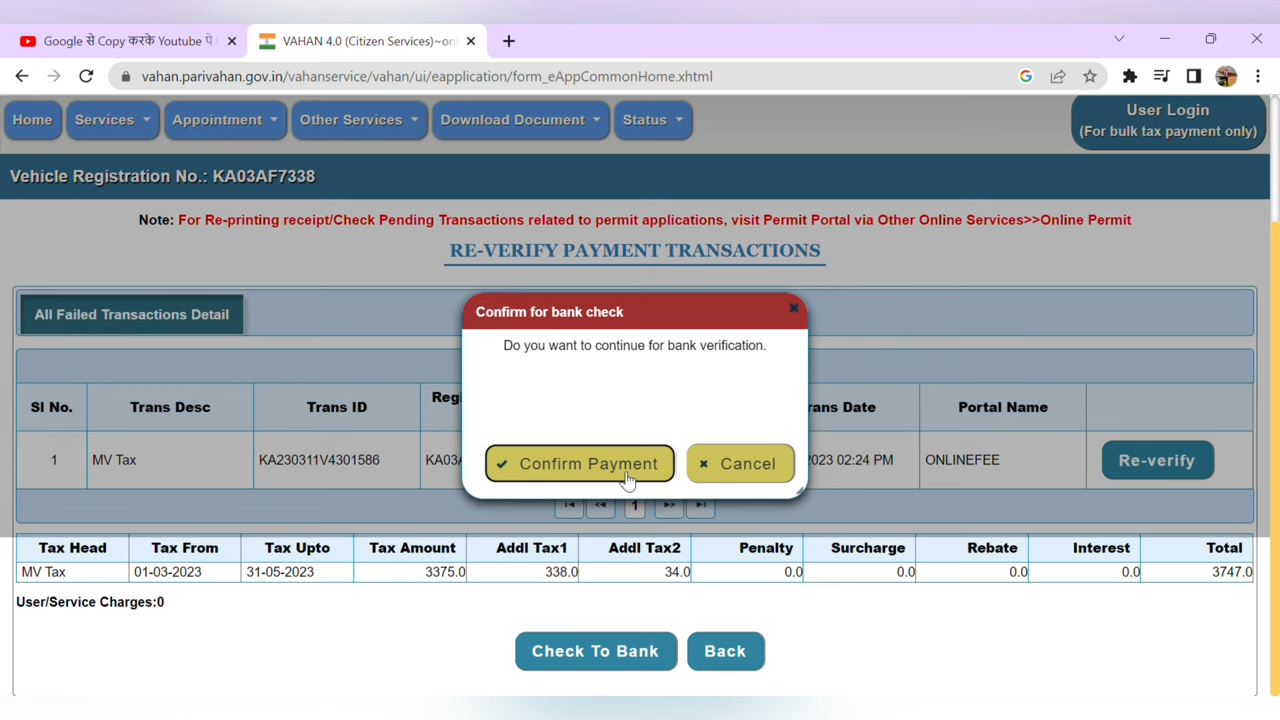 Google से Copy करके Youtube पे
VAHAN 4.0 (Citizen Services)~on
vahan.parivahan.gov.in/vahanservice/vahan/ui/eapplication/form_eAppCommonHome.xhtml
Home Services Appointment Other Services Download Document Status
User Login
(For bulk tax payment only)
Vehicle Registration No.: KA03AF7338
Note: For Re-printing receipt/Check Pending Transactions related to permit applications, visit Permit Portal via Other Online Services>>Online Permit
RE-VERIFY PAYMENT TRANSACTIONS
All Failed Transactions Detail
Confirm for bank check
Do you want to continue for bank verification.
Confirm Payment Cancel
Sl No. Trans Desc Trans ID Portal Name
1 MV Tax KA230311V4301586 02:24 PM ONLINEFEE Re-verify
1
Tax Head Tax From Tax Upto Tax Amount Addl Tax1 Addl Tax2 Penalty Surcharge Rebate Interest Total
MV Tax 01-03-2023 31-05-2023 3375.0 338.0 34.0 0.0 0.0 0.0 0.0 3747.0
User/Service Charges:0
Check To Bank Back